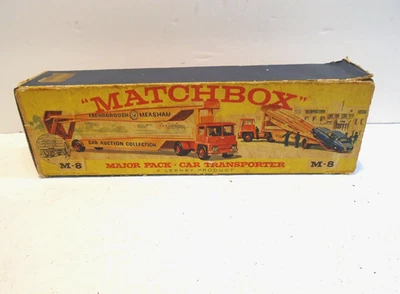 "MATCHBOX"
FARNBOROUGH MEASHAM
CAR AUCTION COLLECTION
M-8
MAJOR PACK · CAR TRANSPORTER
M-8
A LESNEY PRODUCT